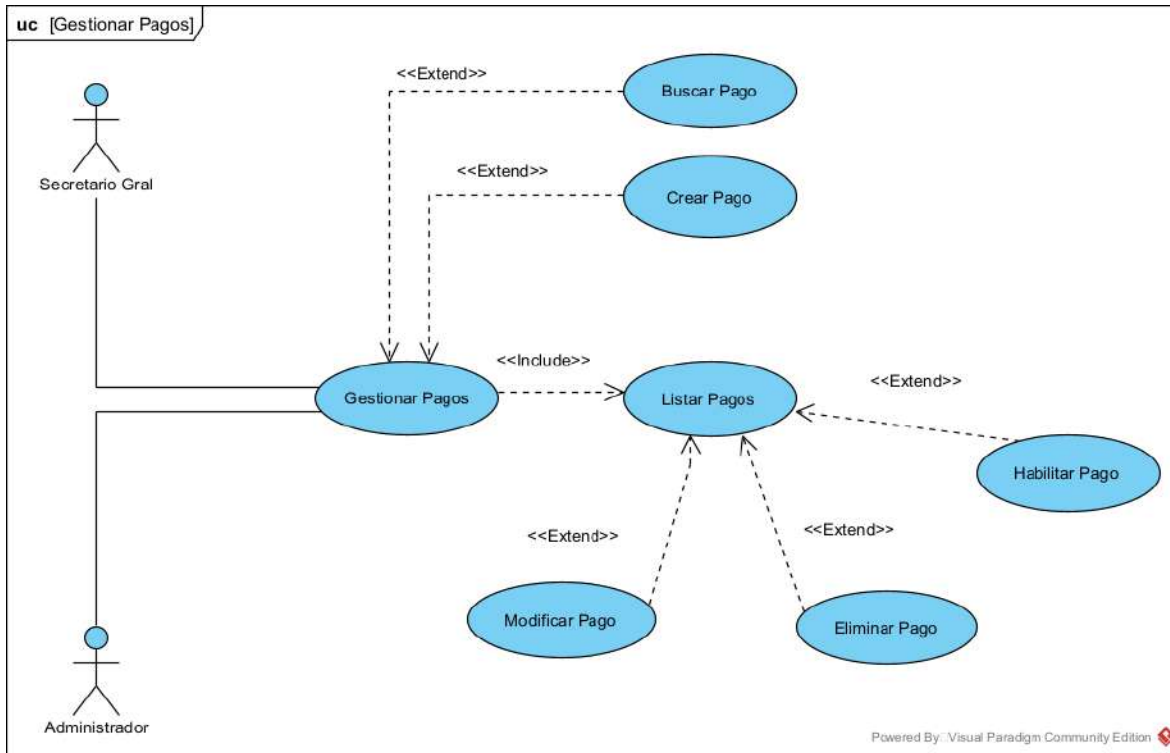 uc [Gestionar Pagos]
<<Extend>>
Buscar Pago
Secretario Gral
<<Extend>>
Crear Pago
<<Include>>
Gestionar Pagos
Listar Pagos
<<Extend>>
Habilitar Pago
<<Extend>>
<<Extend>>
Modificar Pago
Eliminar Pago
Administrador
Powered By: Visual Paradigm Community Edition